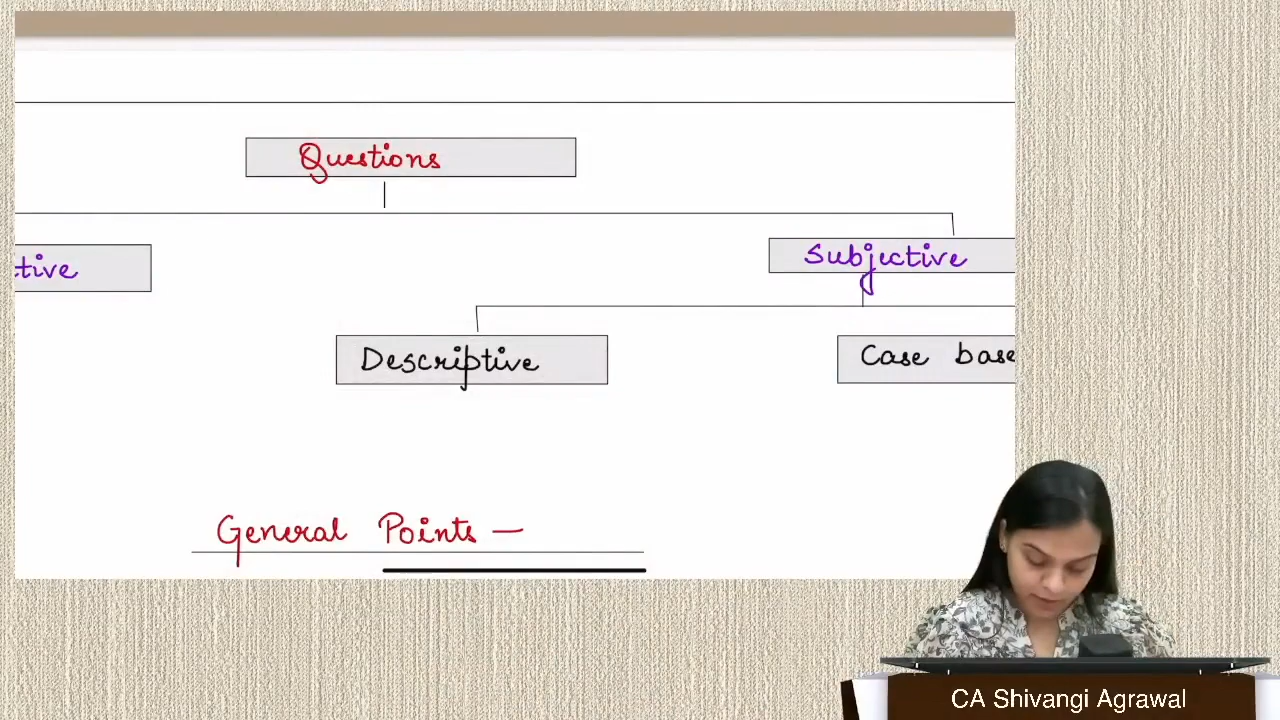 Questions
tive
Subjective
Descriptive
Case base
General Points —
CA Shivangi Agrawal